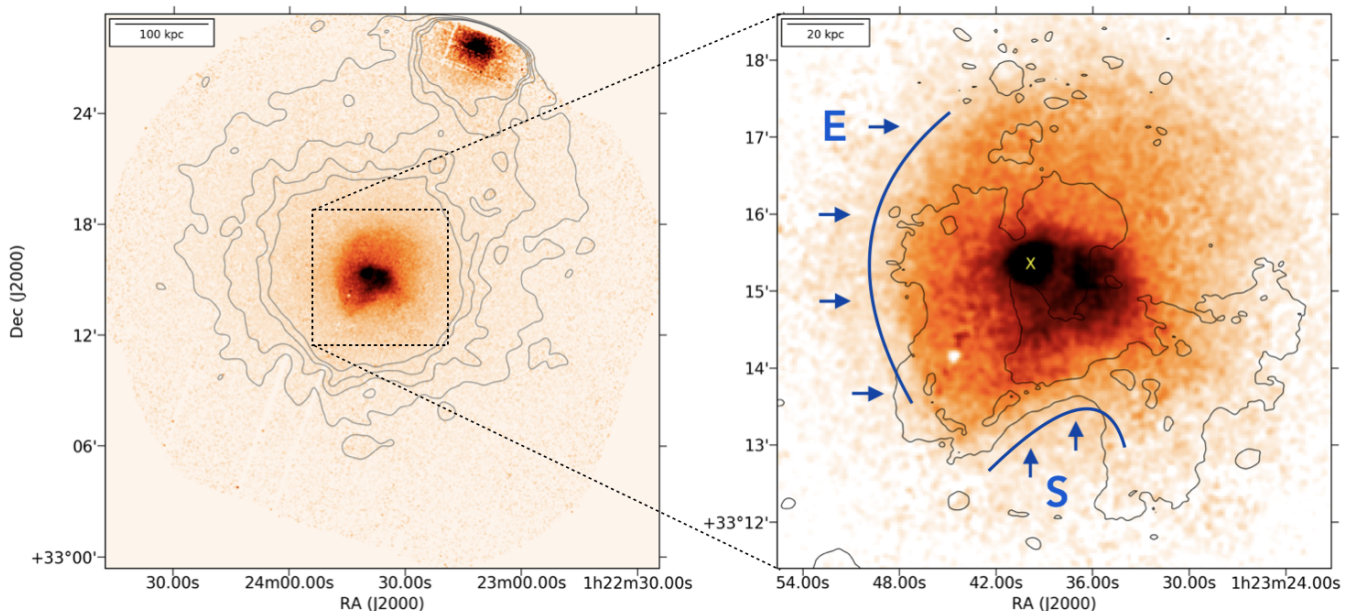 100 kpc
24'
18'
12'
06'
+33°00'
Dec (J2000)
30.00s 24m00.00s 30.00s 23m00.00s 1h22m30.00s
RA (J2000)
20 kpc
18'
17'
16'
15'
14'
13'
+33°12'
E
X
S
54.00s 48.00s 42.00s 36.00s 30.00s 1h23m24.00s
RA (J2000)